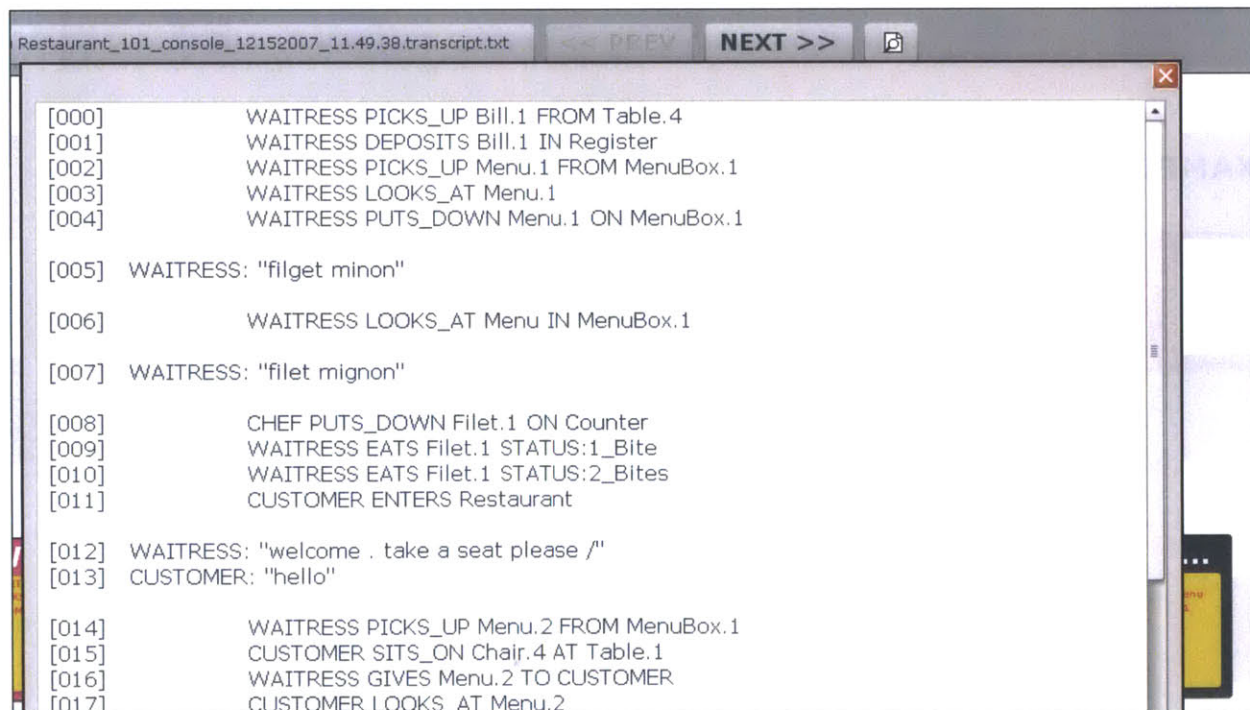 Restaurant_101_console_12152007_11.49.38.transcript.txt << PREV NEXT >>
[000] WAITRESS PICKS_UP Bill.1 FROM Table.4
[001] WAITRESS DEPOSITS Bill.1 IN Register
[002] WAITRESS PICKS_UP Menu.1 FROM MenuBox.1
[003] WAITRESS LOOKS_AT Menu.1
[004] WAITRESS PUTS_DOWN Menu.1 ON MenuBox.1
[005] WAITRESS: "filget minon"
[006] WAITRESS LOOKS_AT Menu IN MenuBox.1
[007] WAITRESS: "filet mignon"
[008] CHEF PUTS_DOWN Filet.1 ON Counter
[009] WAITRESS EATS Filet.1 STATUS:1_Bite
[010] WAITRESS EATS Filet.1 STATUS:2_Bites
[011] CUSTOMER ENTERS Restaurant
[012] WAITRESS: "welcome . take a seat please /"
[013] CUSTOMER: "hello"
[014] WAITRESS PICKS_UP Menu.2 FROM MenuBox.1
[015] CUSTOMER SITS_ON Chair.4 AT Table.1
[016] WAITRESS GIVES Menu.2 TO CUSTOMER
[017] CUSTOMER LOOKS_AT Menu.2